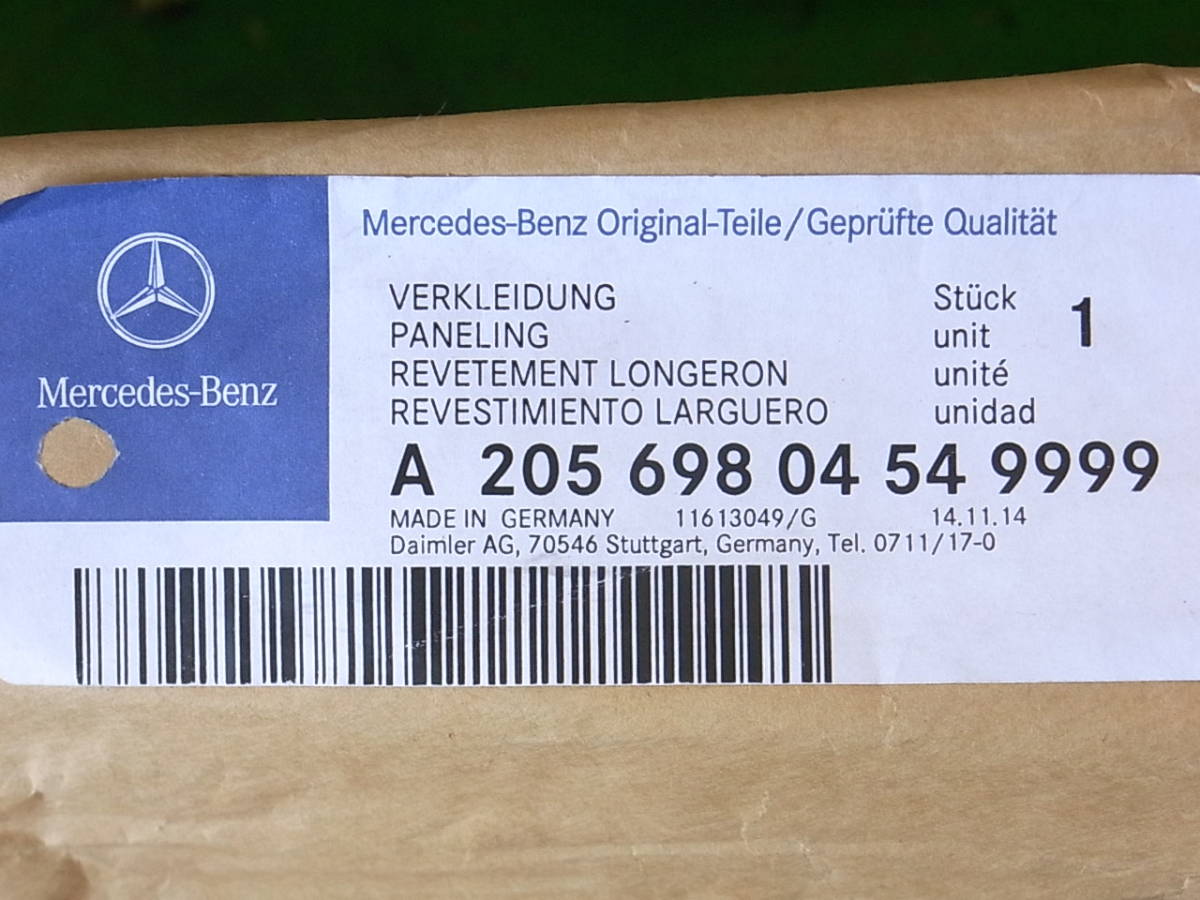 Mercedes-Benz Original-Teile/Geprüfte Qualität
Mercedes-Benz
VERKLEIDUNG
PANELING
REVETEMENT LONGERON
REVESTIMIENTO LARGUERO
Stück
unit
unité
unidad
1
A 205 698 04 54 9999
MADE IN GERMANY 11613049/G 14.11.14
Daimler AG, 70546 Stuttgart, Germany, Tel. 0711/17-0